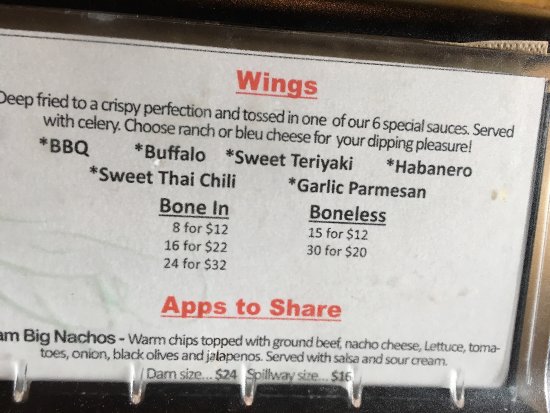 Wings
Deep fried to a crispy perfection and tossed in one of our 6 special sauces. Served
with celery. Choose ranch or bleu cheese for your dipping pleasure!
*BBQ *Buffalo *Sweet Teriyaki *Habanero
*Sweet Thai Chili *Garlic Parmesan
Bone In Boneless
8 for $12 15 for $12
16 for $22 30 for $20
24 for $32
Apps to Share
am Big Nachos - Warm chips topped with ground beef, nacho cheese, Lettuce, toma-
toes, onion, black olives and jalapenos. Served with salsa and sour cream.
Dam size... $24 Spillway size... $16